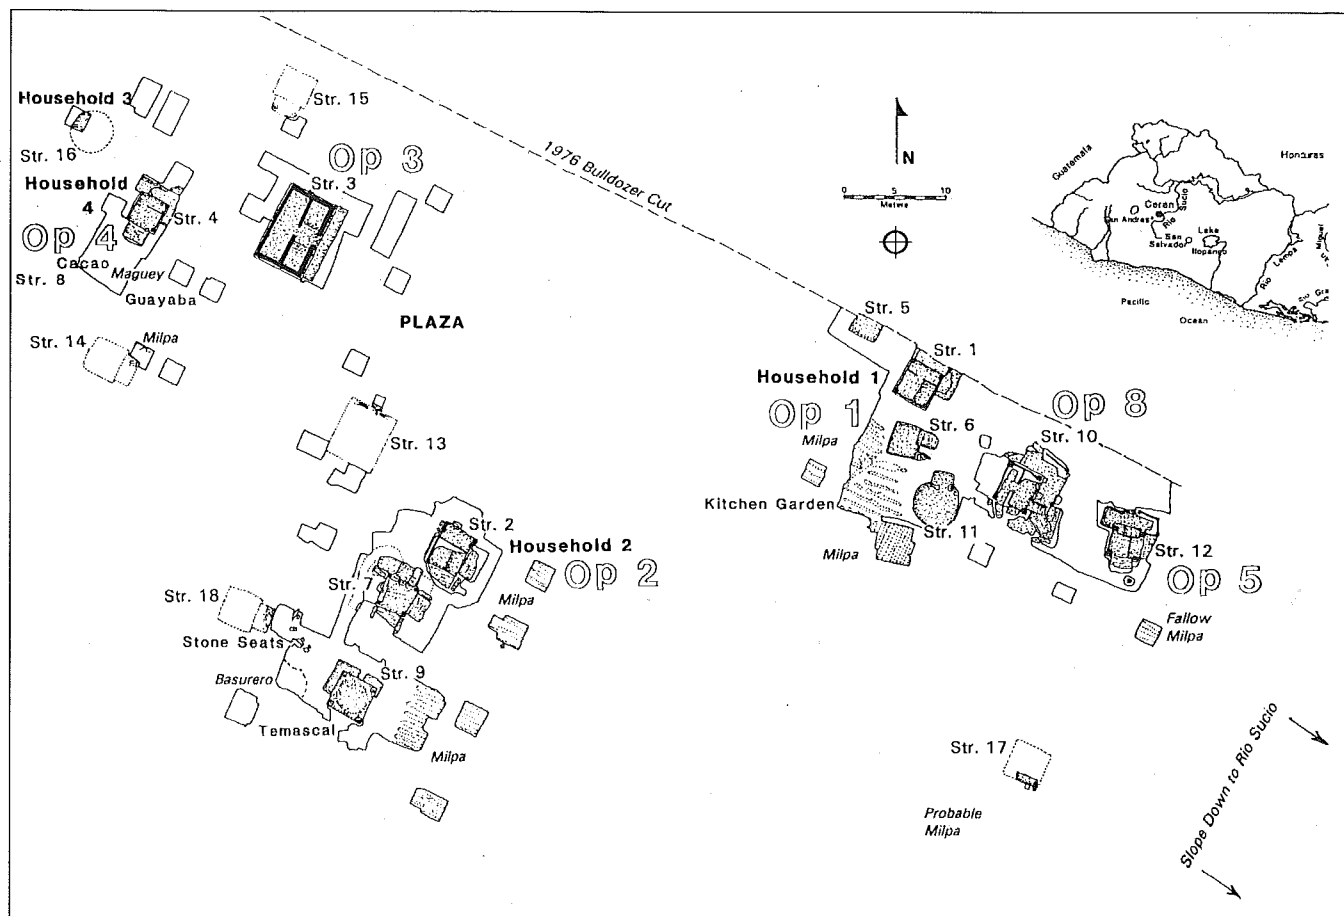 Household 3
Str. 15
Str. 16
Op 3
Str. 3
1976 Bulldozer Cut
N
0 5 10
Meters
Guatemala
Honduras
Ceren
San Andres
Rio
Sucio
San
Salvador
Lake
Ilopango
Rio
Lempa
Miguel
Pacific
Ocean
Household
4
Str. 4
Op 4
Cacao
Str. 8
Maguey
Guayaba
PLAZA
Str. 14
Milpa
Str. 5
Str. 1
Household 1
Op 1
Op 8
Str. 10
Str. 6
Milpa
Kitchen Garden
Str. 11
Milpa
Str. 12
Op 5
Fallow
Milpa
Str. 13
Str. 2
Household 2
Op 2
Str. 7
Milpa
Str. 18
Stone Seats
Str. 9
Basurero
Temascal
Milpa
Str. 17
Probable
Milpa
Slope Down to Rio Sucio